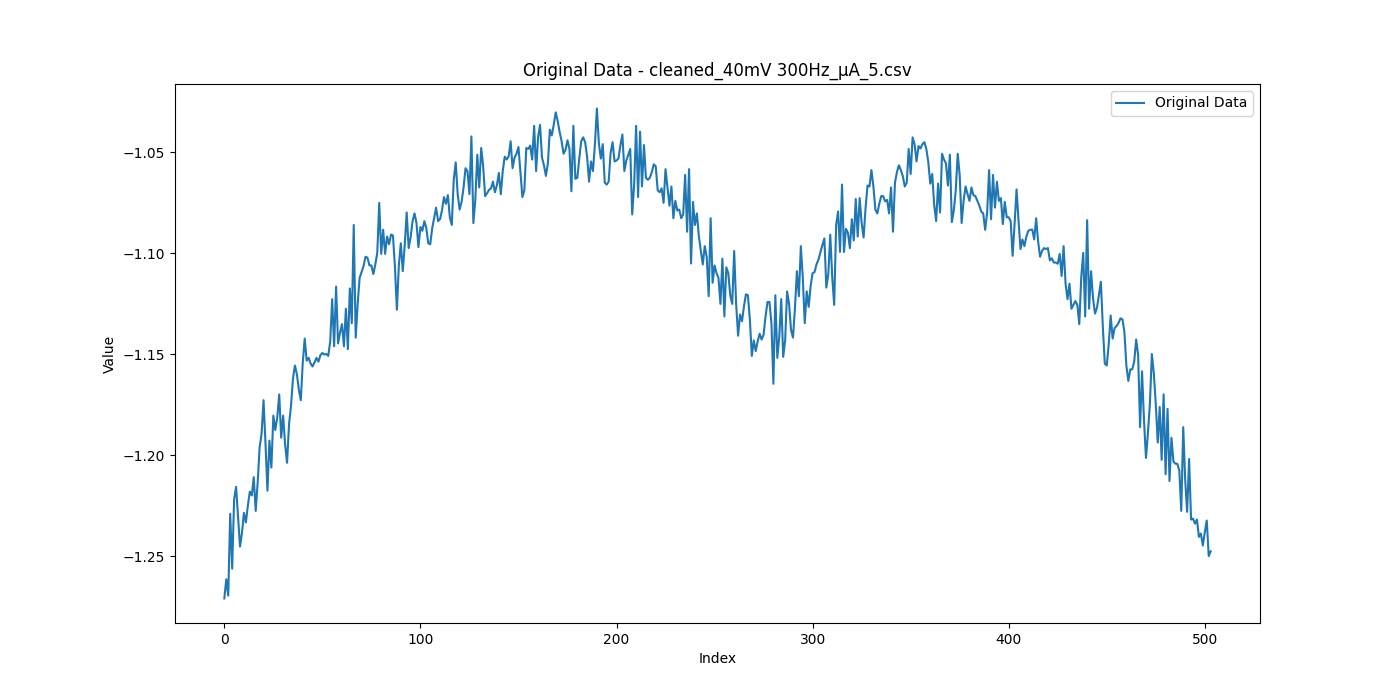 Original Data - cleaned_40mV 300Hz_μA_5.csv
Original Data
−1.05
−1.10
−1.15
−1.20
−1.25
Value
0 100 200 300 400 500
Index